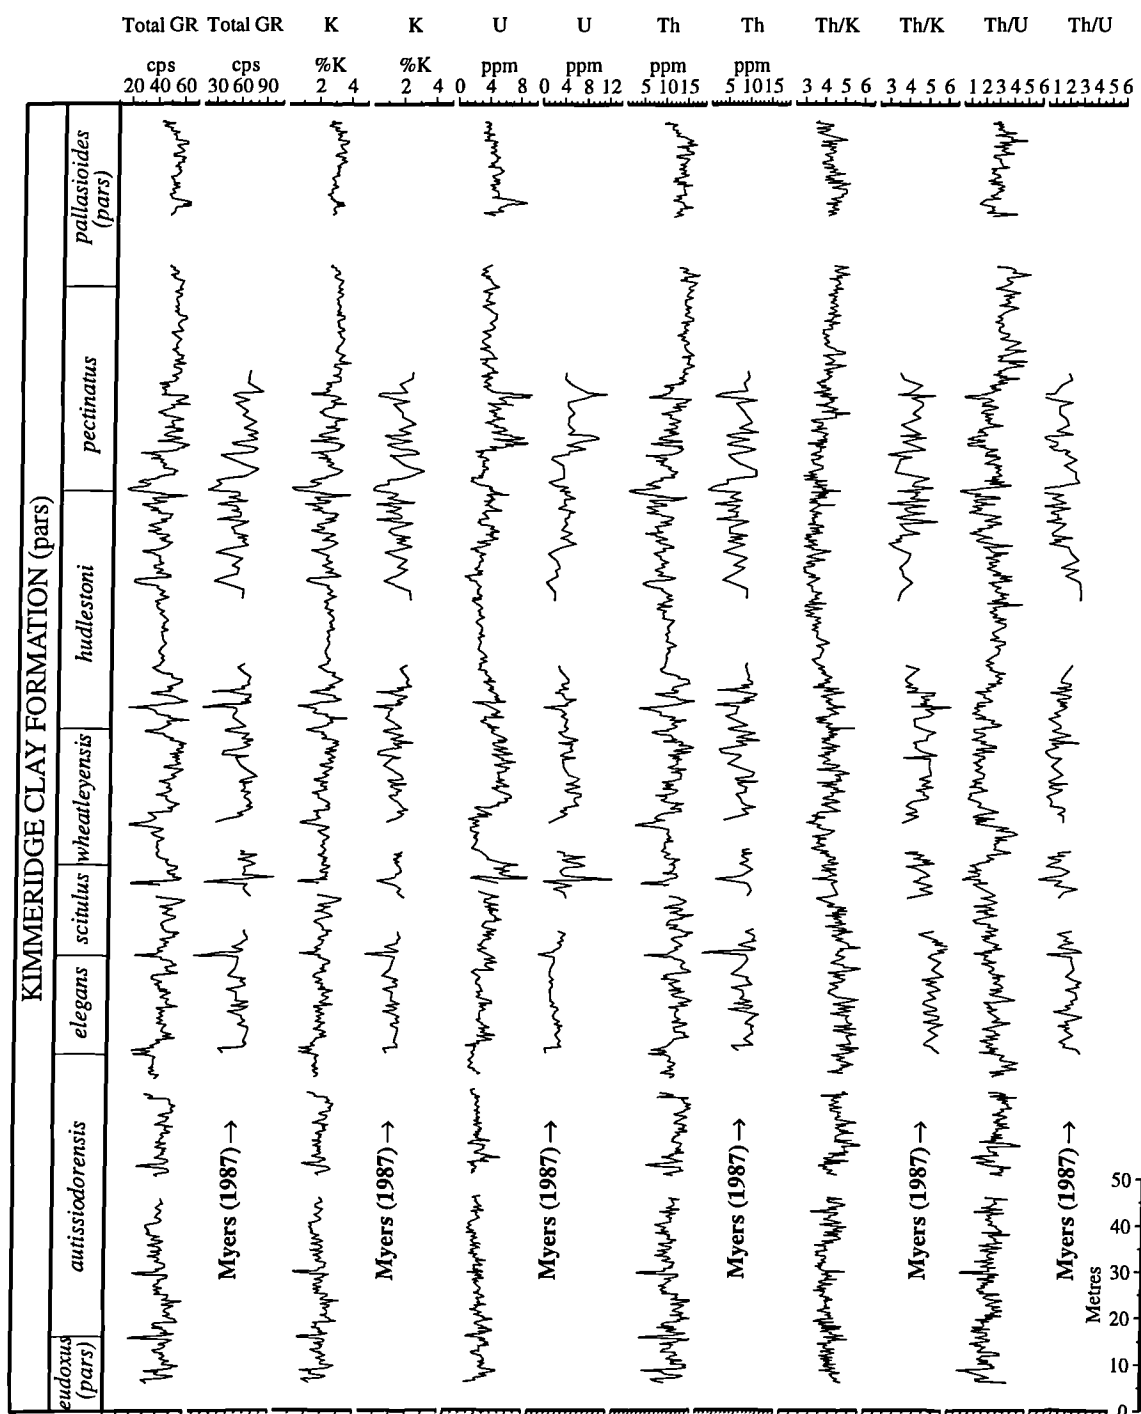 Total GR Total GR K K U U Th Th Th/K Th/K Th/U Th/U
cps cps %K %K ppm ppm ppm ppm
20 40 60 30 60 90 2 4 2 4 0 4 8 0 4 8 12 5 10 15 5 10 15 3 4 5 6 3 4 5 6 1 2 3 4 5 6 1 2 3 4 5 6
KIMMERIDGE CLAY FORMATION (pars)
pallasioides
(pars)
pectinatus
hudlestoni
wheatleyensis
scitulus
elegans
autissiodorensis
eudoxus
(pars)
Myers (1987) →
Myers (1987) →
Myers (1987) →
Myers (1987) →
Myers (1987) →
Myers (1987) →
50
40
30
20
10
0
Metres